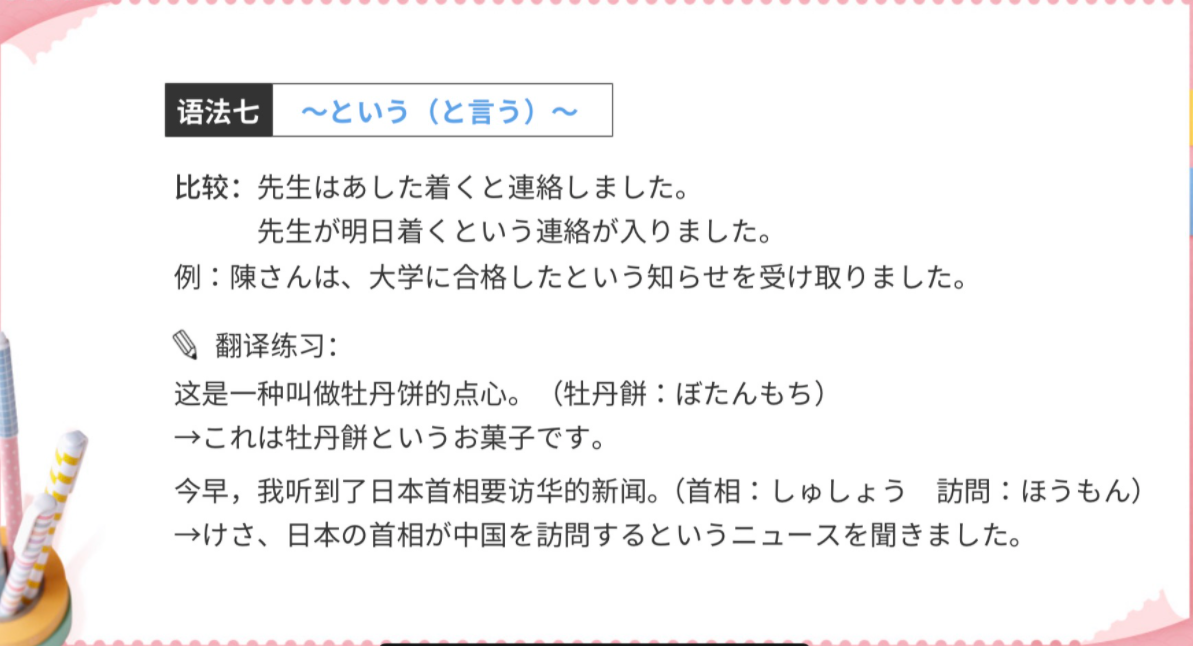 语法七 ～という（と言う）～
比较：先生はあした着くと連絡しました。
先生が明日着くという連絡が入りました。
例：陳さんは、大学に合格したという知らせを受け取りました。
翻译练习：
这是一种叫做牡丹饼的点心。（牡丹餅：ぼたんもち）
→これは牡丹餅というお菓子です。
今早，我听到了日本首相要访华的新闻。（首相：しゅしょう　訪問：ほうもん）
→けさ、日本の首相が中国を訪問するというニュースを聞きました。